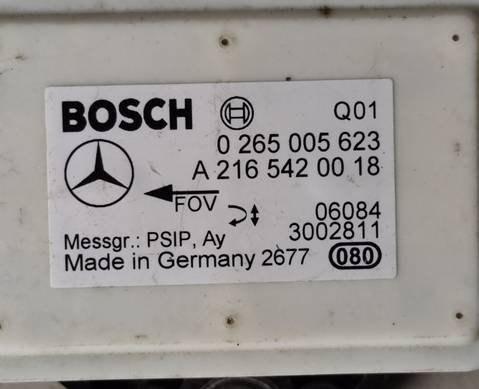 BOSCH Q01
0 265 005 623
A 216 542 00 18
FOV
06084
Messgr.: PSIP, Ay 3002811
Made in Germany 2677 080